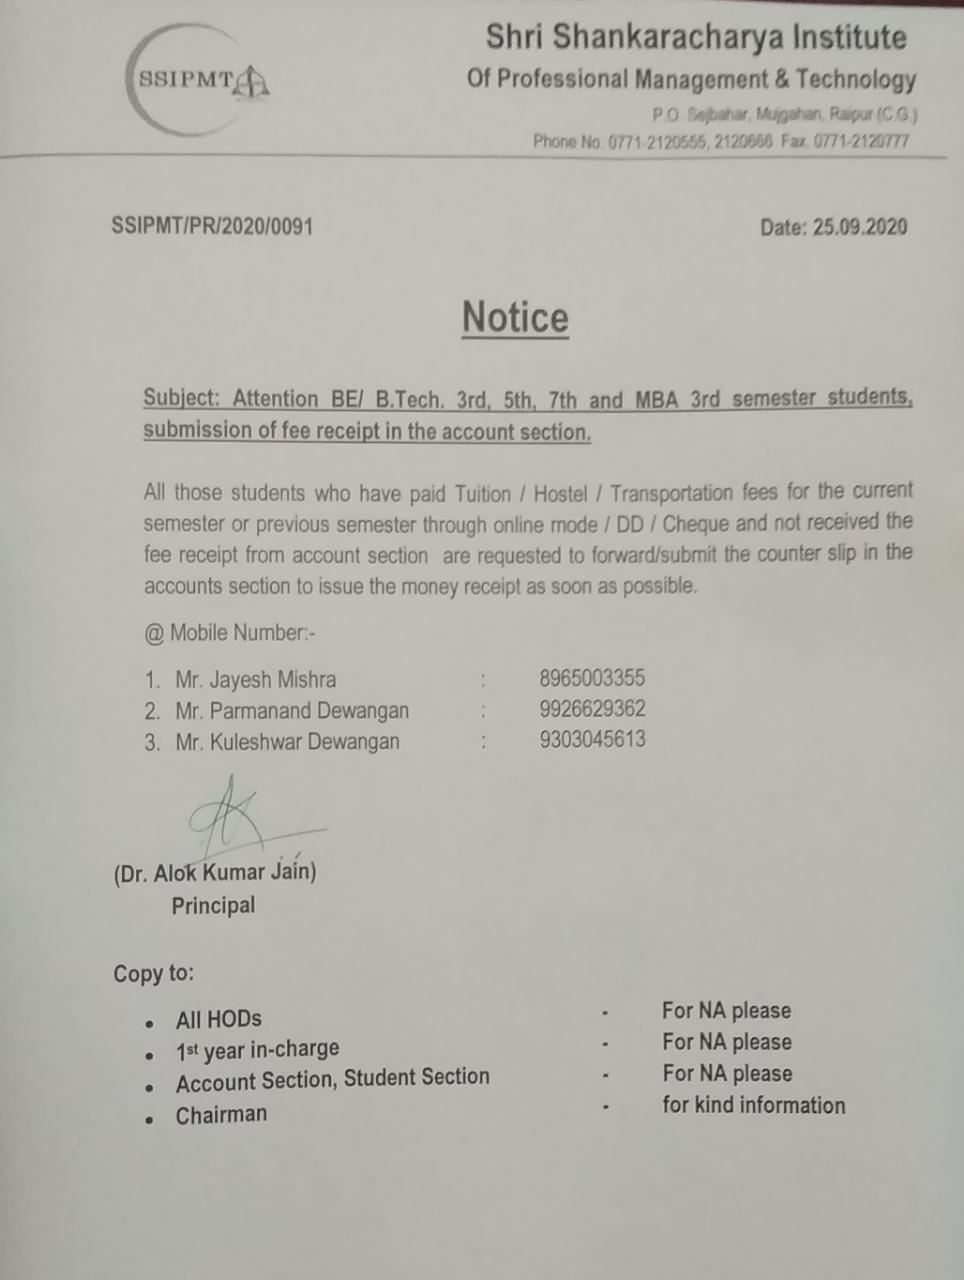 SSIPMT
Shri Shankaracharya Institute
Of Professional Management & Technology
P.O. Sejbahar, Mujgahan, Raipur (C.G.)
Phone No. 0771-2120555, 2120666 Fax. 0771-2120777
SSIPMT/PR/2020/0091 Date: 25.09.2020
Notice
Subject: Attention BE/ B.Tech. 3rd, 5th, 7th and MBA 3rd semester students,
submission of fee receipt in the account section.
All those students who have paid Tuition / Hostel / Transportation fees for the current
semester or previous semester through online mode / DD / Cheque and not received the
fee receipt from account section are requested to forward/submit the counter slip in the
accounts section to issue the money receipt as soon as possible.
@ Mobile Number:-
1. Mr. Jayesh Mishra : 8965003355
2. Mr. Parmanand Dewangan : 9926629362
3. Mr. Kuleshwar Dewangan : 9303045613
(Dr. Alok Kumar Jain)
Principal
Copy to:
• All HODs - For NA please
• 1st year in-charge - For NA please
• Account Section, Student Section - For NA please
• Chairman - for kind information